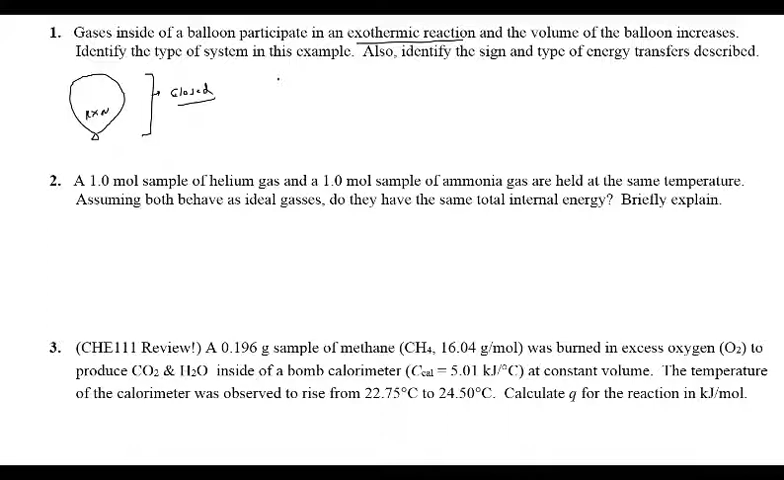 1. Gases inside of a balloon participate in an exothermic reaction and the volume of the balloon increases.
Identify the type of system in this example. Also, identify the sign and type of energy transfers described.
RXN
closed
2. A 1.0 mol sample of helium gas and a 1.0 mol sample of ammonia gas are held at the same temperature.
Assuming both behave as ideal gasses, do they have the same total internal energy? Briefly explain.
3. (CHE111 Review!) A 0.196 g sample of methane (CH₄, 16.04 g/mol) was burned in excess oxygen (O₂) to
produce CO₂ & H₂O inside of a bomb calorimeter (Ccal = 5.01 kJ/°C) at constant volume. The temperature
of the calorimeter was observed to rise from 22.75°C to 24.50°C. Calculate q for the reaction in kJ/mol.